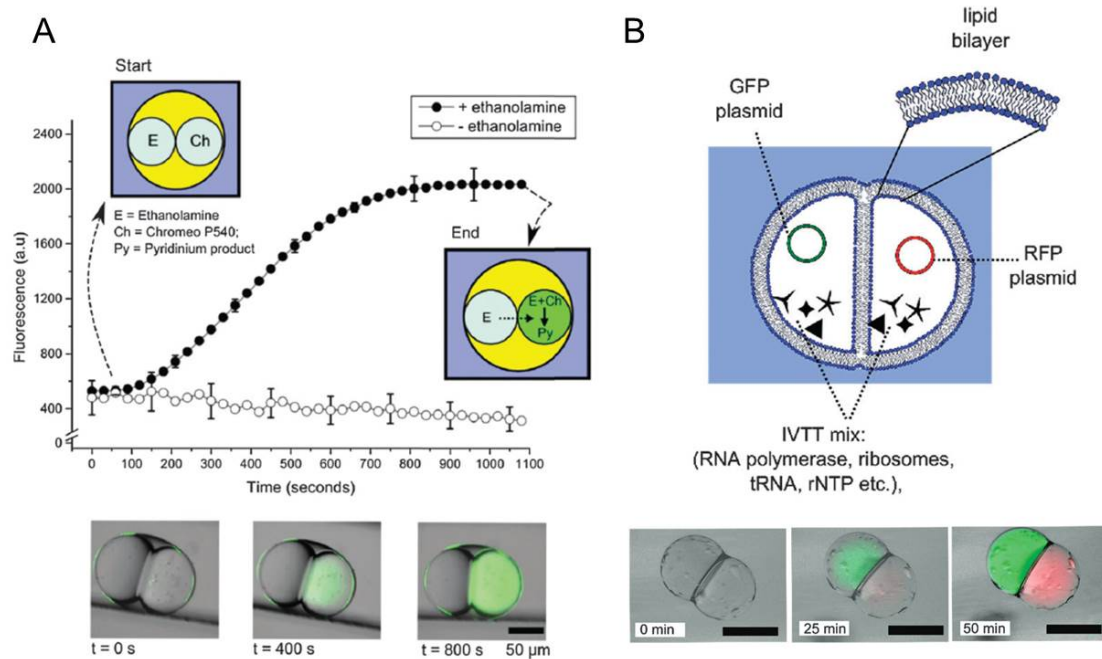 A
Start
E
Ch
E = Ethanolamine
Ch = Chromeo P540;
Py = Pyridinium product
+ ethanolamine
- ethanolamine
End
E
E+Ch
Py
Fluorescence (a.u)
2400
2000
1600
1200
800
400
0
0
100
200
300
400
500
600
700
800
900
1000
1100
Time (seconds)
t = 0 s
t = 400 s
t = 800 s
50 µm
B
lipid
bilayer
GFP
plasmid
RFP
plasmid
IVTT mix:
(RNA polymerase, ribosomes,
tRNA, rNTP etc.),
0 min
25 min
50 min